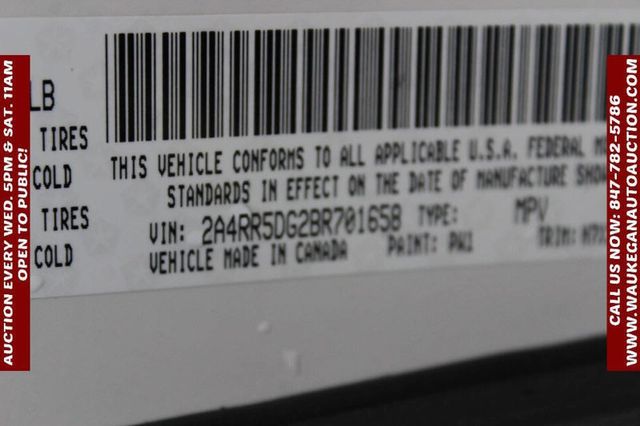 AUCTION EVERY WED. 5PM & SAT. 11AM
OPEN TO PUBLIC!
LB
TIRES
COLD
TIRES
COLD
THIS VEHICLE CONFORMS TO ALL APPLICABLE U.S.A. FEDERAL
STANDARDS IN EFFECT ON THE DATE OF MANUFACTURE
VIN: 2A4RR5DG2BR701658 TYPE: MPV
VEHICLE MADE IN CANADA PAINT: PW1 TRIM:
CALL US NOW: 847-782-5786
WWW.WAUKEGANAUTOAUCTION.COM